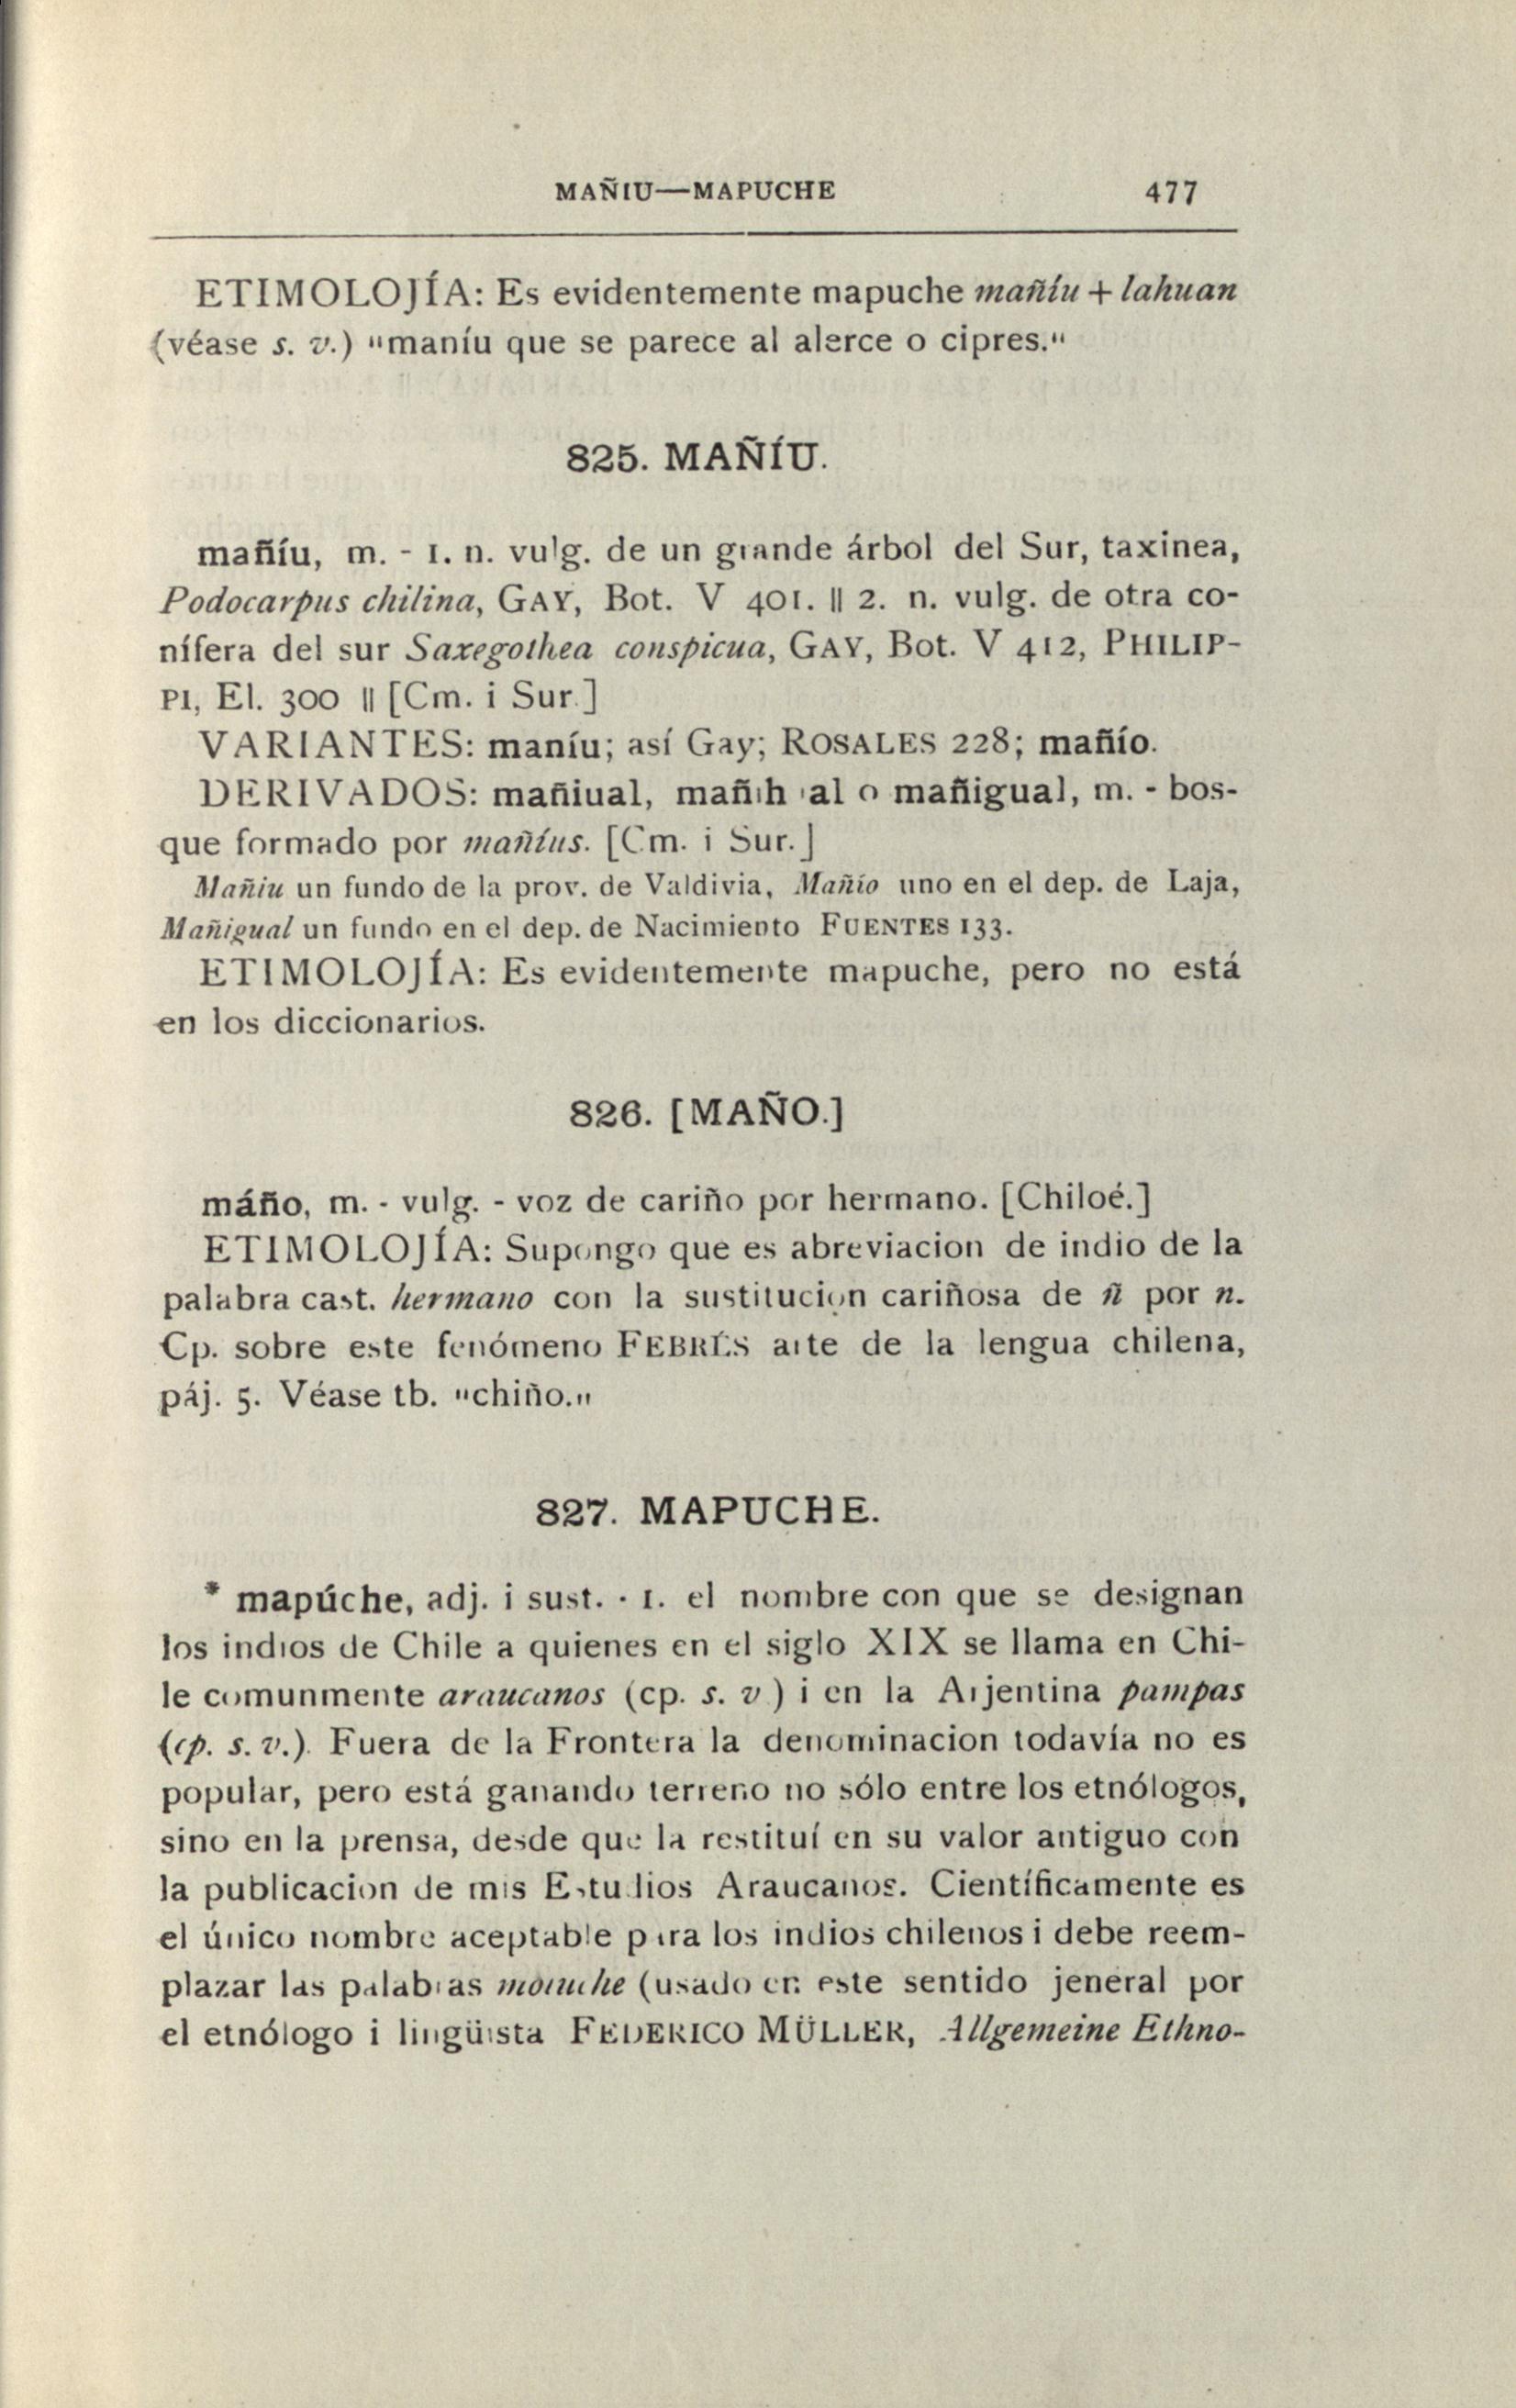 MAÑIU—MAPUCHE 477
ETIMOLOJÍA: Es evidentemente mapuche mañíu + lahuan
(véase s. v.) "maníu que se parece al alerce o cipres."
825. MAÑÍU.
mañíu, m. - 1. n. vulg. de un grande árbol del Sur, taxinea,
Podocarpus chilina, GAY, Bot. V 401. || 2. n. vulg. de otra co-
nífera del sur Saxegothea conspicua, GAY, Bot. V 412, PHILIP-
PI, El. 300 || [Cm. i Sur.]
VARIANTES: maníu; así Gay; ROSALES 228; mañío.
DERIVADOS: mañiual, mañihual o mañigual, m. - bos-
que formado por mañíus. [Cm. i Sur.]
Mañiu un fundo de la prov. de Valdivia, Mañio uno en el dep. de Laja,
Mañigual un fundo en el dep. de Nacimiento FUENTES 133.
ETIMOLOJÍA: Es evidentemente mapuche, pero no está
en los diccionarios.
826. [MAÑO.]
máño, m. - vulg. - voz de cariño por hermano. [Chiloé.]
ETIMOLOJÍA: Supongo que es abreviacion de indio de la
palabra cast. hermano con la sustitucion cariñosa de ñ por n.
Cp. sobre este fenómeno FEBRÉS arte de la lengua chilena,
páj. 5. Véase tb. "chiño."
827. MAPUCHE.
* mapúche, adj. i sust. - 1. el nombre con que se designan
los indios de Chile a quienes en el siglo XIX se llama en Chi-
le comunmente araucanos (cp. s. v.) i en la Arjentina pampas
(cp. s. v.). Fuera de la Frontera la denominacion todavía no es
popular, pero está ganando terreno no sólo entre los etnólogos,
sino en la prensa, desde que la restituí en su valor antiguo con
la publicacion de mis Estudios Araucanos. Científicamente es
el único nombre aceptable para los indios chilenos i debe reem-
plazar las palabras (usado en este sentido jeneral por
el etnólogo i lingüista FEDERICO MÜLLER, Allgemeine Ethno-